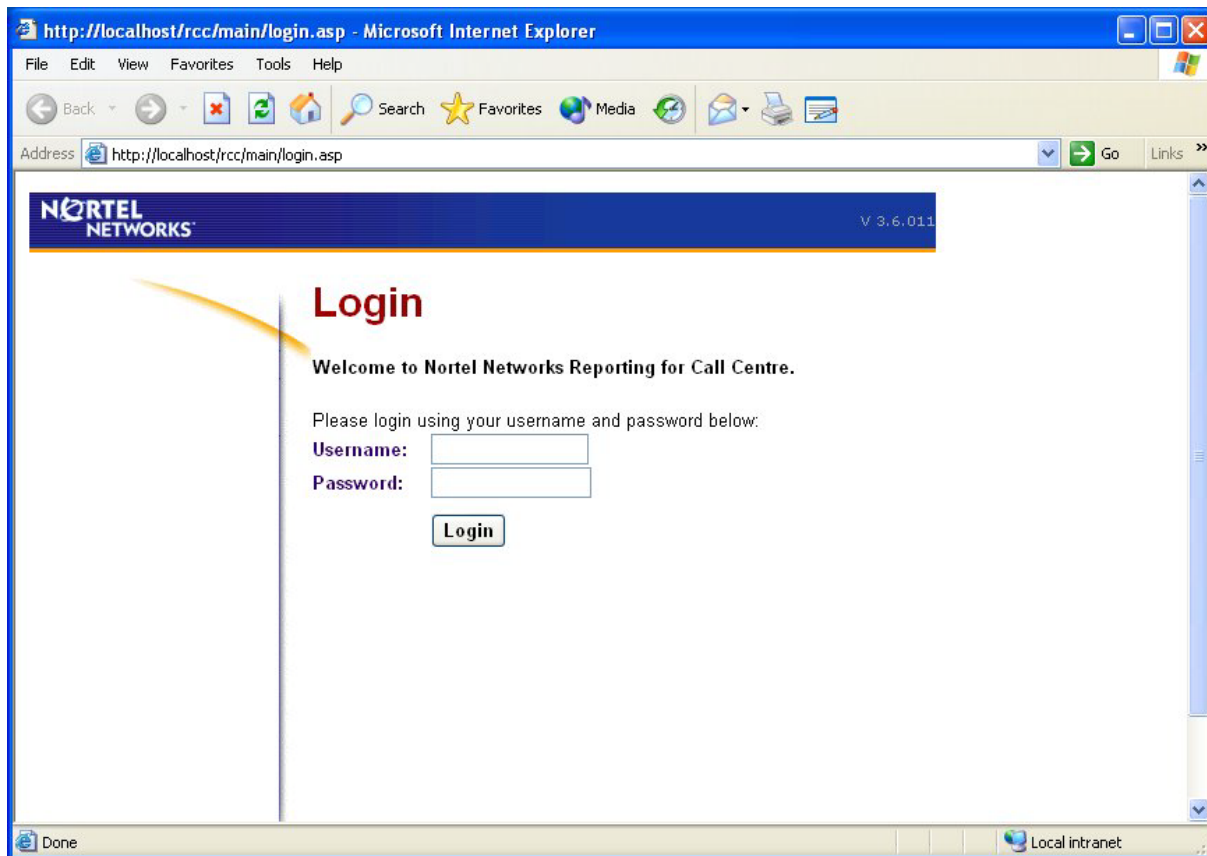 http://localhost/rcc/main/login.asp - Microsoft Internet Explorer
File Edit View Favorites Tools Help
Back Search Favorites Media
Address http://localhost/rcc/main/login.asp Go Links »
NORTEL
NETWORKS
V 3.6.011
Login
Welcome to Nortel Networks Reporting for Call Centre.
Please login using your username and password below:
Username:
Password:
Login
Done Local intranet